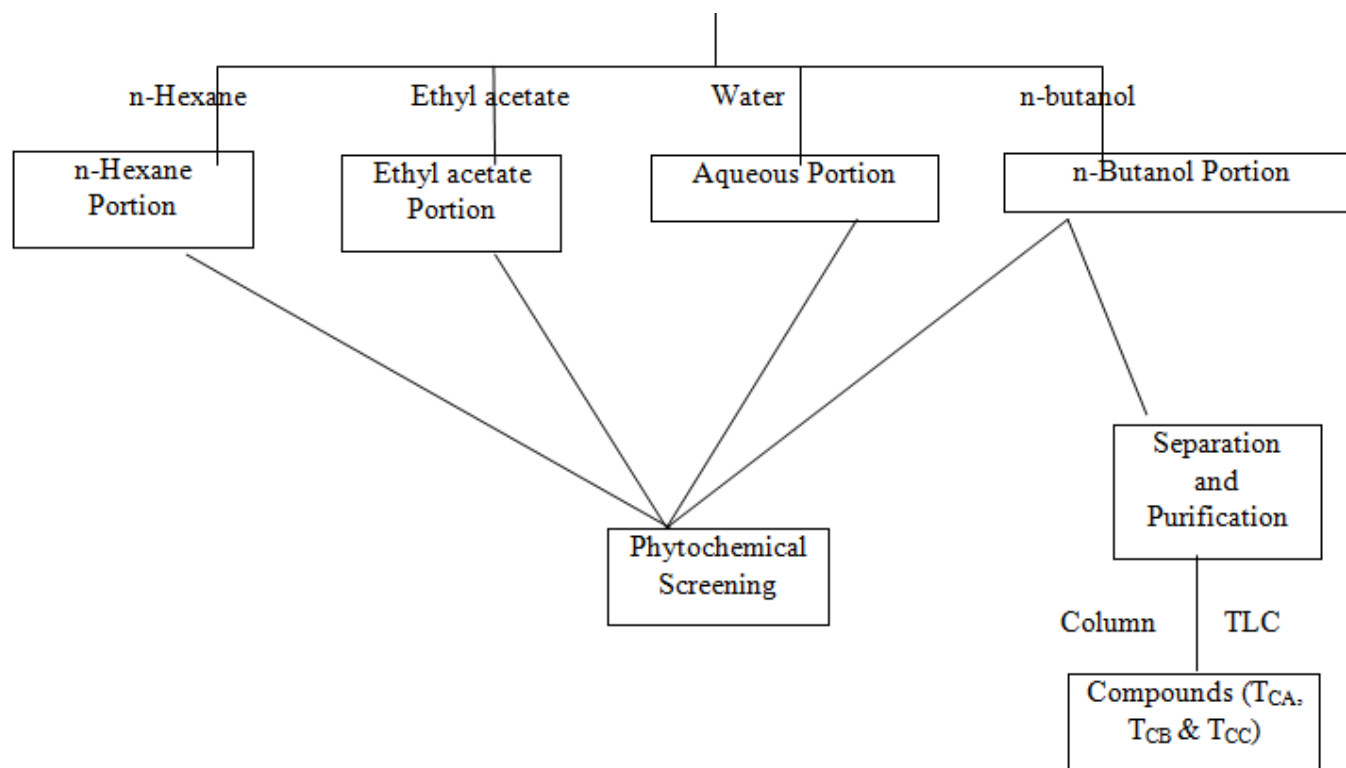 n-Hexane
Ethyl acetate
Water
n-butanol
n-Hexane
Portion
Ethyl acetate
Portion
Aqueous Portion
n-Butanol Portion
Separation
and
Purification
Phytochemical
Screening
Column
TLC
Compounds (TCA,
TCB & TCC)